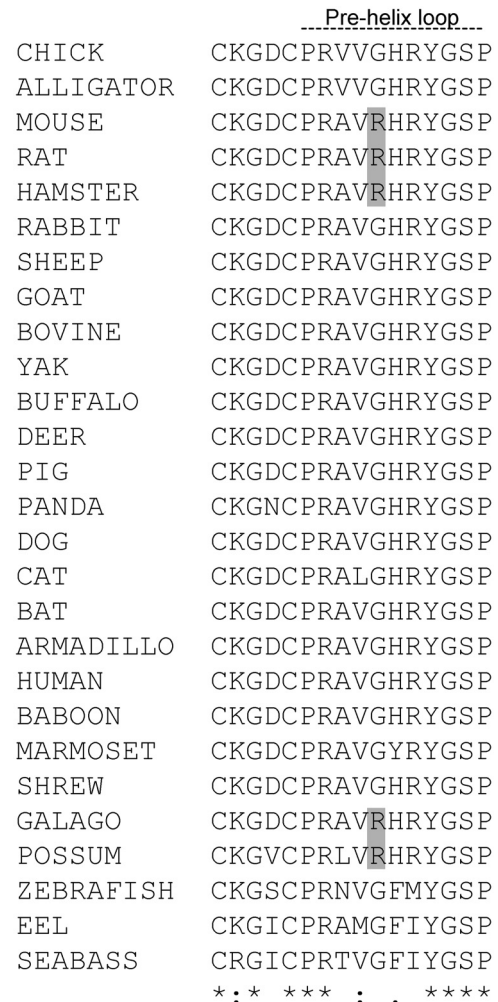 Pre-helix loop
CHICK CKGDCPRVVGHRYGSP
ALLIGATOR CKGDCPRVVGHRYGSP
MOUSE CKGDCPRAVRHRYGSP
RAT CKGDCPRAVRHRYGSP
HAMSTER CKGDCPRAVRHRYGSP
RABBIT CKGDCPRAVGHRYGSP
SHEEP CKGDCPRAVGHRYGSP
GOAT CKGDCPRAVGHRYGSP
BOVINE CKGDCPRAVGHRYGSP
YAK CKGDCPRAVGHRYGSP
BUFFALO CKGDCPRAVGHRYGSP
DEER CKGDCPRAVGHRYGSP
PIG CKGDCPRAVGHRYGSP
PANDA CKGNCPRAVGHRYGSP
DOG CKGDCPRAVGHRYGSP
CAT CKGDCPRALGHRYGSP
BAT CKGDCPRAVGHRYGSP
ARMADILLO CKGDCPRAVGHRYGSP
HUMAN CKGDCPRAVGHRYGSP
BABOON CKGDCPRAVGHRYGSP
MARMOSET CKGDCPRAVGYRYGSP
SHREW CKGDCPRAVGHRYGSP
GALAGO CKGDCPRAVRHRYGSP
POSSUM CKGVCPRLVRHRYGSP
ZEBRAFISH CKGSCPRNVGFMYGSP
EEL CKGICPRAMGFIYGSP
SEABASS CRGICPRTVGFIYGSP
*:* *** : . ****